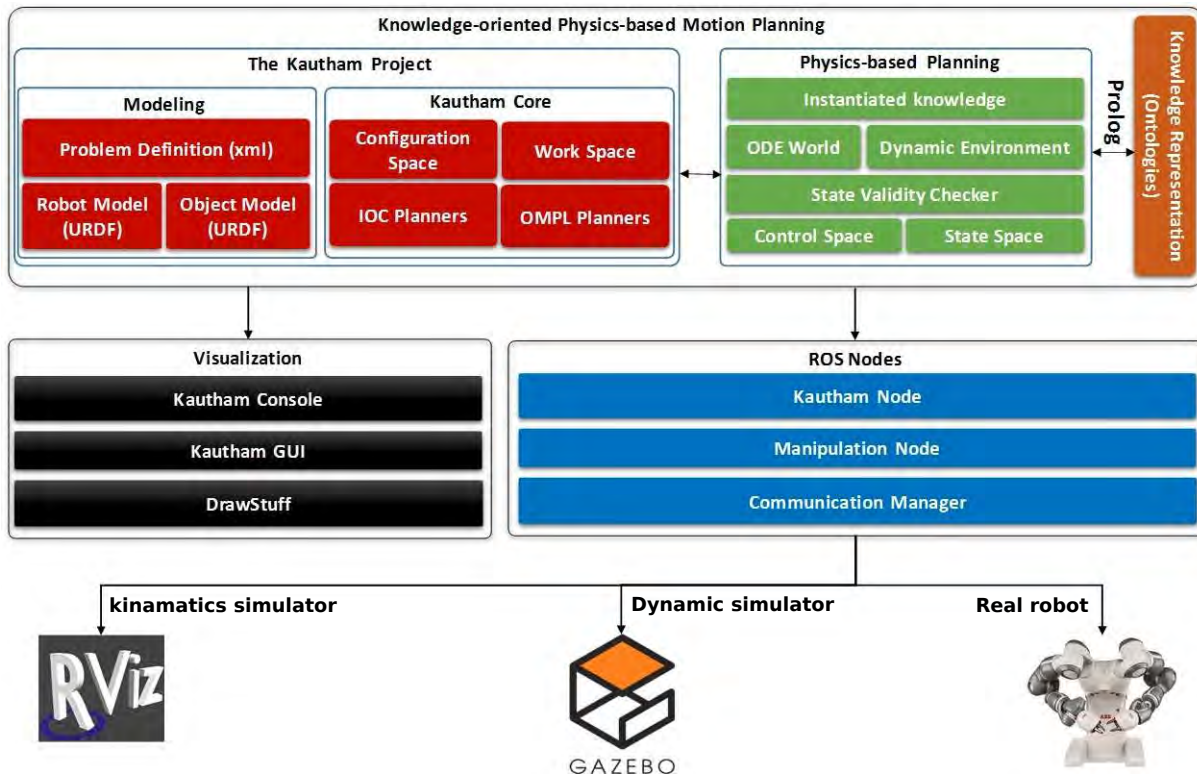 Knowledge-oriented Physics-based Motion Planning
The Kautham Project
Modeling
Problem Definition (xml)
Robot Model
(URDF)
Object Model
(URDF)
Kautham Core
Configuration
Space
Work Space
IOC Planners
OMPL Planners
Physics-based Planning
Instantiated knowledge
ODE World
Dynamic Environment
State Validity Checker
Control Space
State Space
Prolog
Knowledge Representation
(Ontologies)
Visualization
Kautham Console
Kautham GUI
DrawStuff
ROS Nodes
Kautham Node
Manipulation Node
Communication Manager
kinamatics simulator
Dynamic simulator
Real robot
RViz
GAZEBO
ABB